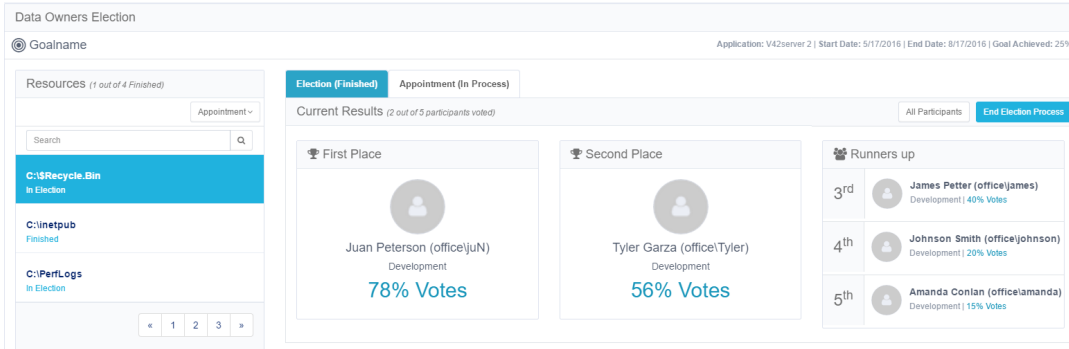 Data Owners Election
Goalname
Application: V42server 2 | Start Date: 5/17/2016 | End Date: 8/17/2016 | Goal Achieved: 25%
Resources (1 out of 4 Finished)
Appointment
Search
C:\$Recycle.Bin
In Election
C:\inetpub
Finished
C:\PerfLogs
In Election
« 1 2 3 »
Election (Finished) Appointment (In Process)
Current Results (2 out of 5 participants voted)
All Participants End Election Process
First Place
Juan Peterson (office\juN)
Development
78% Votes
Second Place
Tyler Garza (office\Tyler)
Development
56% Votes
Runners up
3rd
James Petter (office\james)
Development | 40% Votes
4th
Johnson Smith (office\johnson)
Development | 20% Votes
5th
Amanda Conlan (office\amanda)
Development | 15% Votes